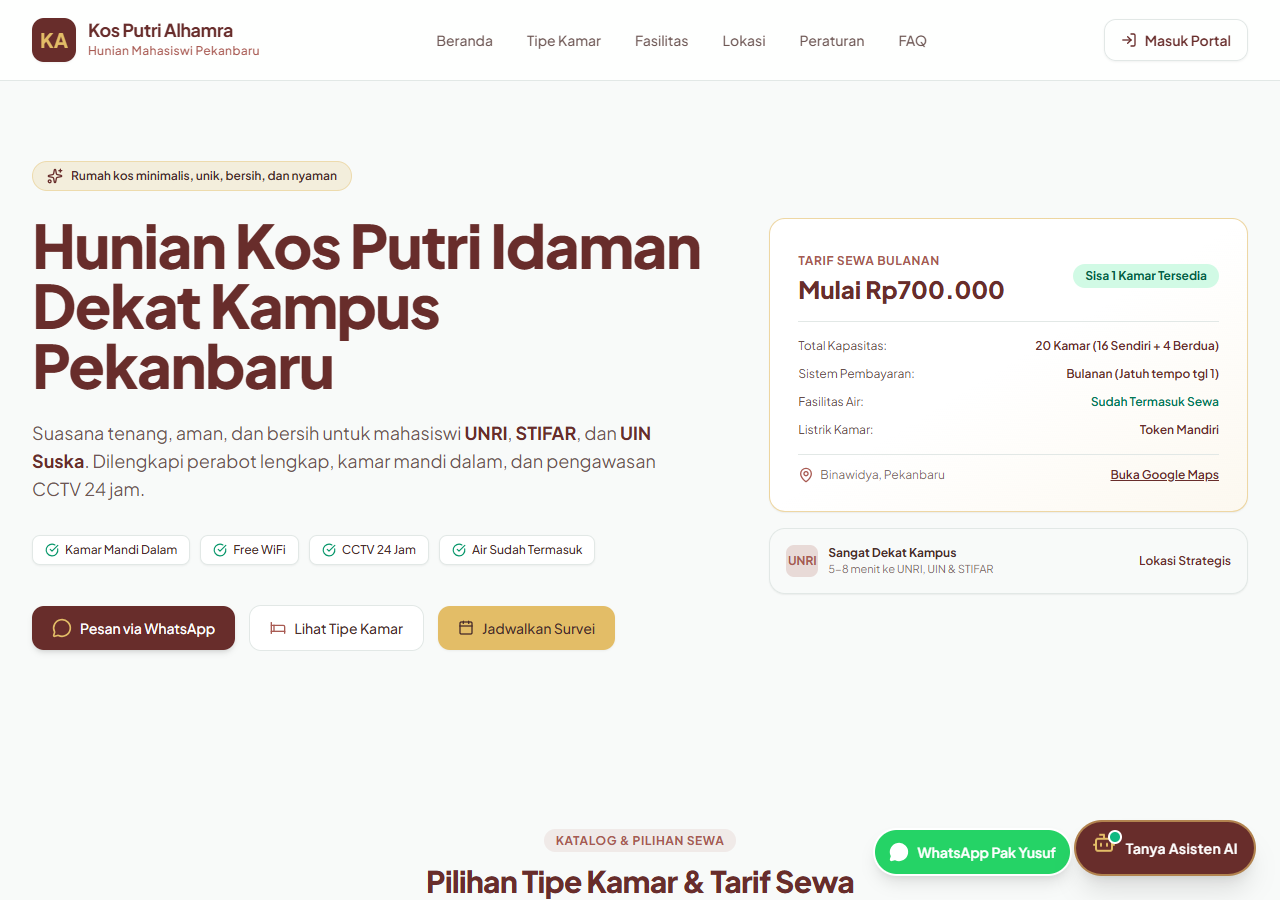 KA
Kos Putri Alhamra
Hunian Mahasiswi Pekanbaru
Beranda
Tipe Kamar
Fasilitas
Lokasi
Peraturan
FAQ
Masuk Portal
Rumah kos minimalis, unik, bersih, dan nyaman
Hunian Kos Putri Idaman
Dekat Kampus
Pekanbaru
Suasana tenang, aman, dan bersih untuk mahasiswi UNRI, STIFAR, dan UIN
Suska. Dilengkapi perabot lengkap, kamar mandi dalam, dan pengawasan
CCTV 24 jam.
Kamar Mandi Dalam
Free WiFi
CCTV 24 Jam
Air Sudah Termasuk
Pesan via WhatsApp
Lihat Tipe Kamar
Jadwalkan Survei
TARIF SEWA BULANAN
Mulai Rp700.000
Sisa 1 Kamar Tersedia
Total Kapasitas:
20 Kamar (16 Sendiri + 4 Berdua)
Sistem Pembayaran:
Bulanan (Jatuh tempo tgl 1)
Fasilitas Air:
Sudah Termasuk Sewa
Listrik Kamar:
Token Mandiri
Binawidya, Pekanbaru
Buka Google Maps
UNRI
Sangat Dekat Kampus
5–8 menit ke UNRI, UIN & STIFAR
Lokasi Strategis
KATALOG & PILIHAN SEWA
Pilihan Tipe Kamar & Tarif Sewa
WhatsApp Pak Yusuf
Tanya Asisten AI